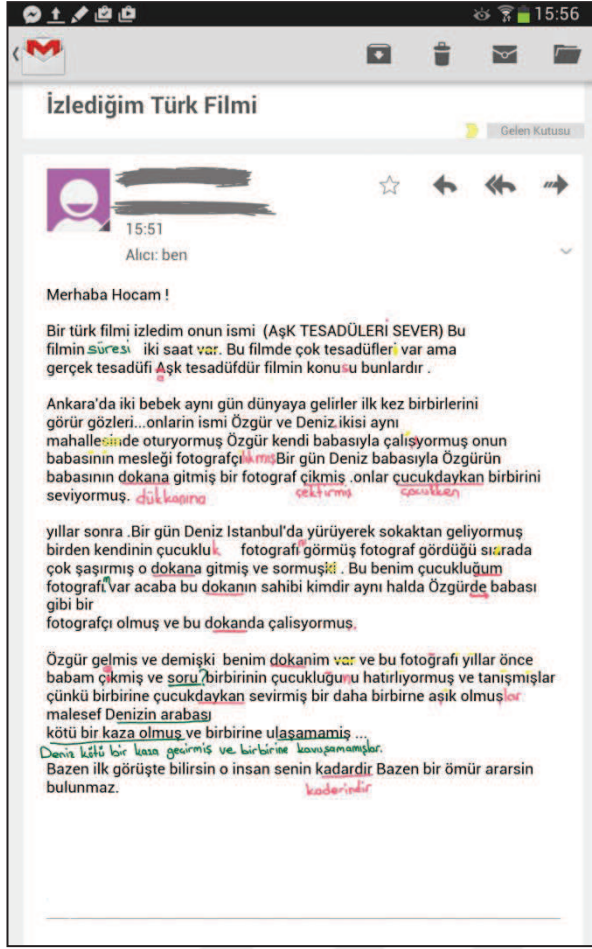 15:56
İzlediğim Türk Filmi
Gelen Kutusu
15:51
Alıcı: ben
Merhaba Hocam !
Bir türk filmi izledim onun ismi (AşK TESADÜLERİ SEVER) Bu
filmin süresi iki saat var. Bu filmde çok tesadüfleri var ama
gerçek tesadüfi Aşk tesadüfdür filmin konusu bunlardır .
a
Ankara'da iki bebek aynı gün dünyaya gelirler ilk kez birbirlerini
görür gözleri...onlarin ismi Özgür ve Deniz.ikisi aynı
mahallesinde oturyormuş Özgür kendi babasıyla çalışyormuş onun
babasının mesleği fotografçılıkmış Bir gün Deniz babasıyla Özgürün
babasının dokana gitmiş bir fotograf çikmiş .onlar çucukdaykan birbirini
seviyormuş. dükkanına çektirmiş çocukken
yıllar sonra .Bir gün Deniz Istanbul'da yürüyerek sokaktan geliyormuş
birden kendinin çucukluk fotografı nı görmüş fotograf gördüğü sırada
çok şaşırmış o dokana gitmiş ve sormuş . Bu benim çucukluğum
fotografım var acaba bu dokanın sahibi kimdir aynı halda Özgürde babası
gibi bir
fotografçı olmuş ve bu dokanda çalisyormuş.
Özgür gelmis ve demişki benim dokanim var ve bu fotoğrafı yıllar önce
babam çikmiş ve soru?birbirinin çucukluğunu hatırlıyormuş ve tanişmişlar
çünkü birbirine çucukdaykan sevirmiş bir daha birbirne aşik olmuşlar
malesef Denizin arabası
kötü bir kaza olmuş ve birbirine ulaşamamiş ...
Deniz kötü bir kaza geçirmiş ve birbirine kavuşamamışlar.
Bazen ilk görüşte bilirsin o insan senin kadardir Bazen bir ömür ararsin
bulunmaz. kaderindir